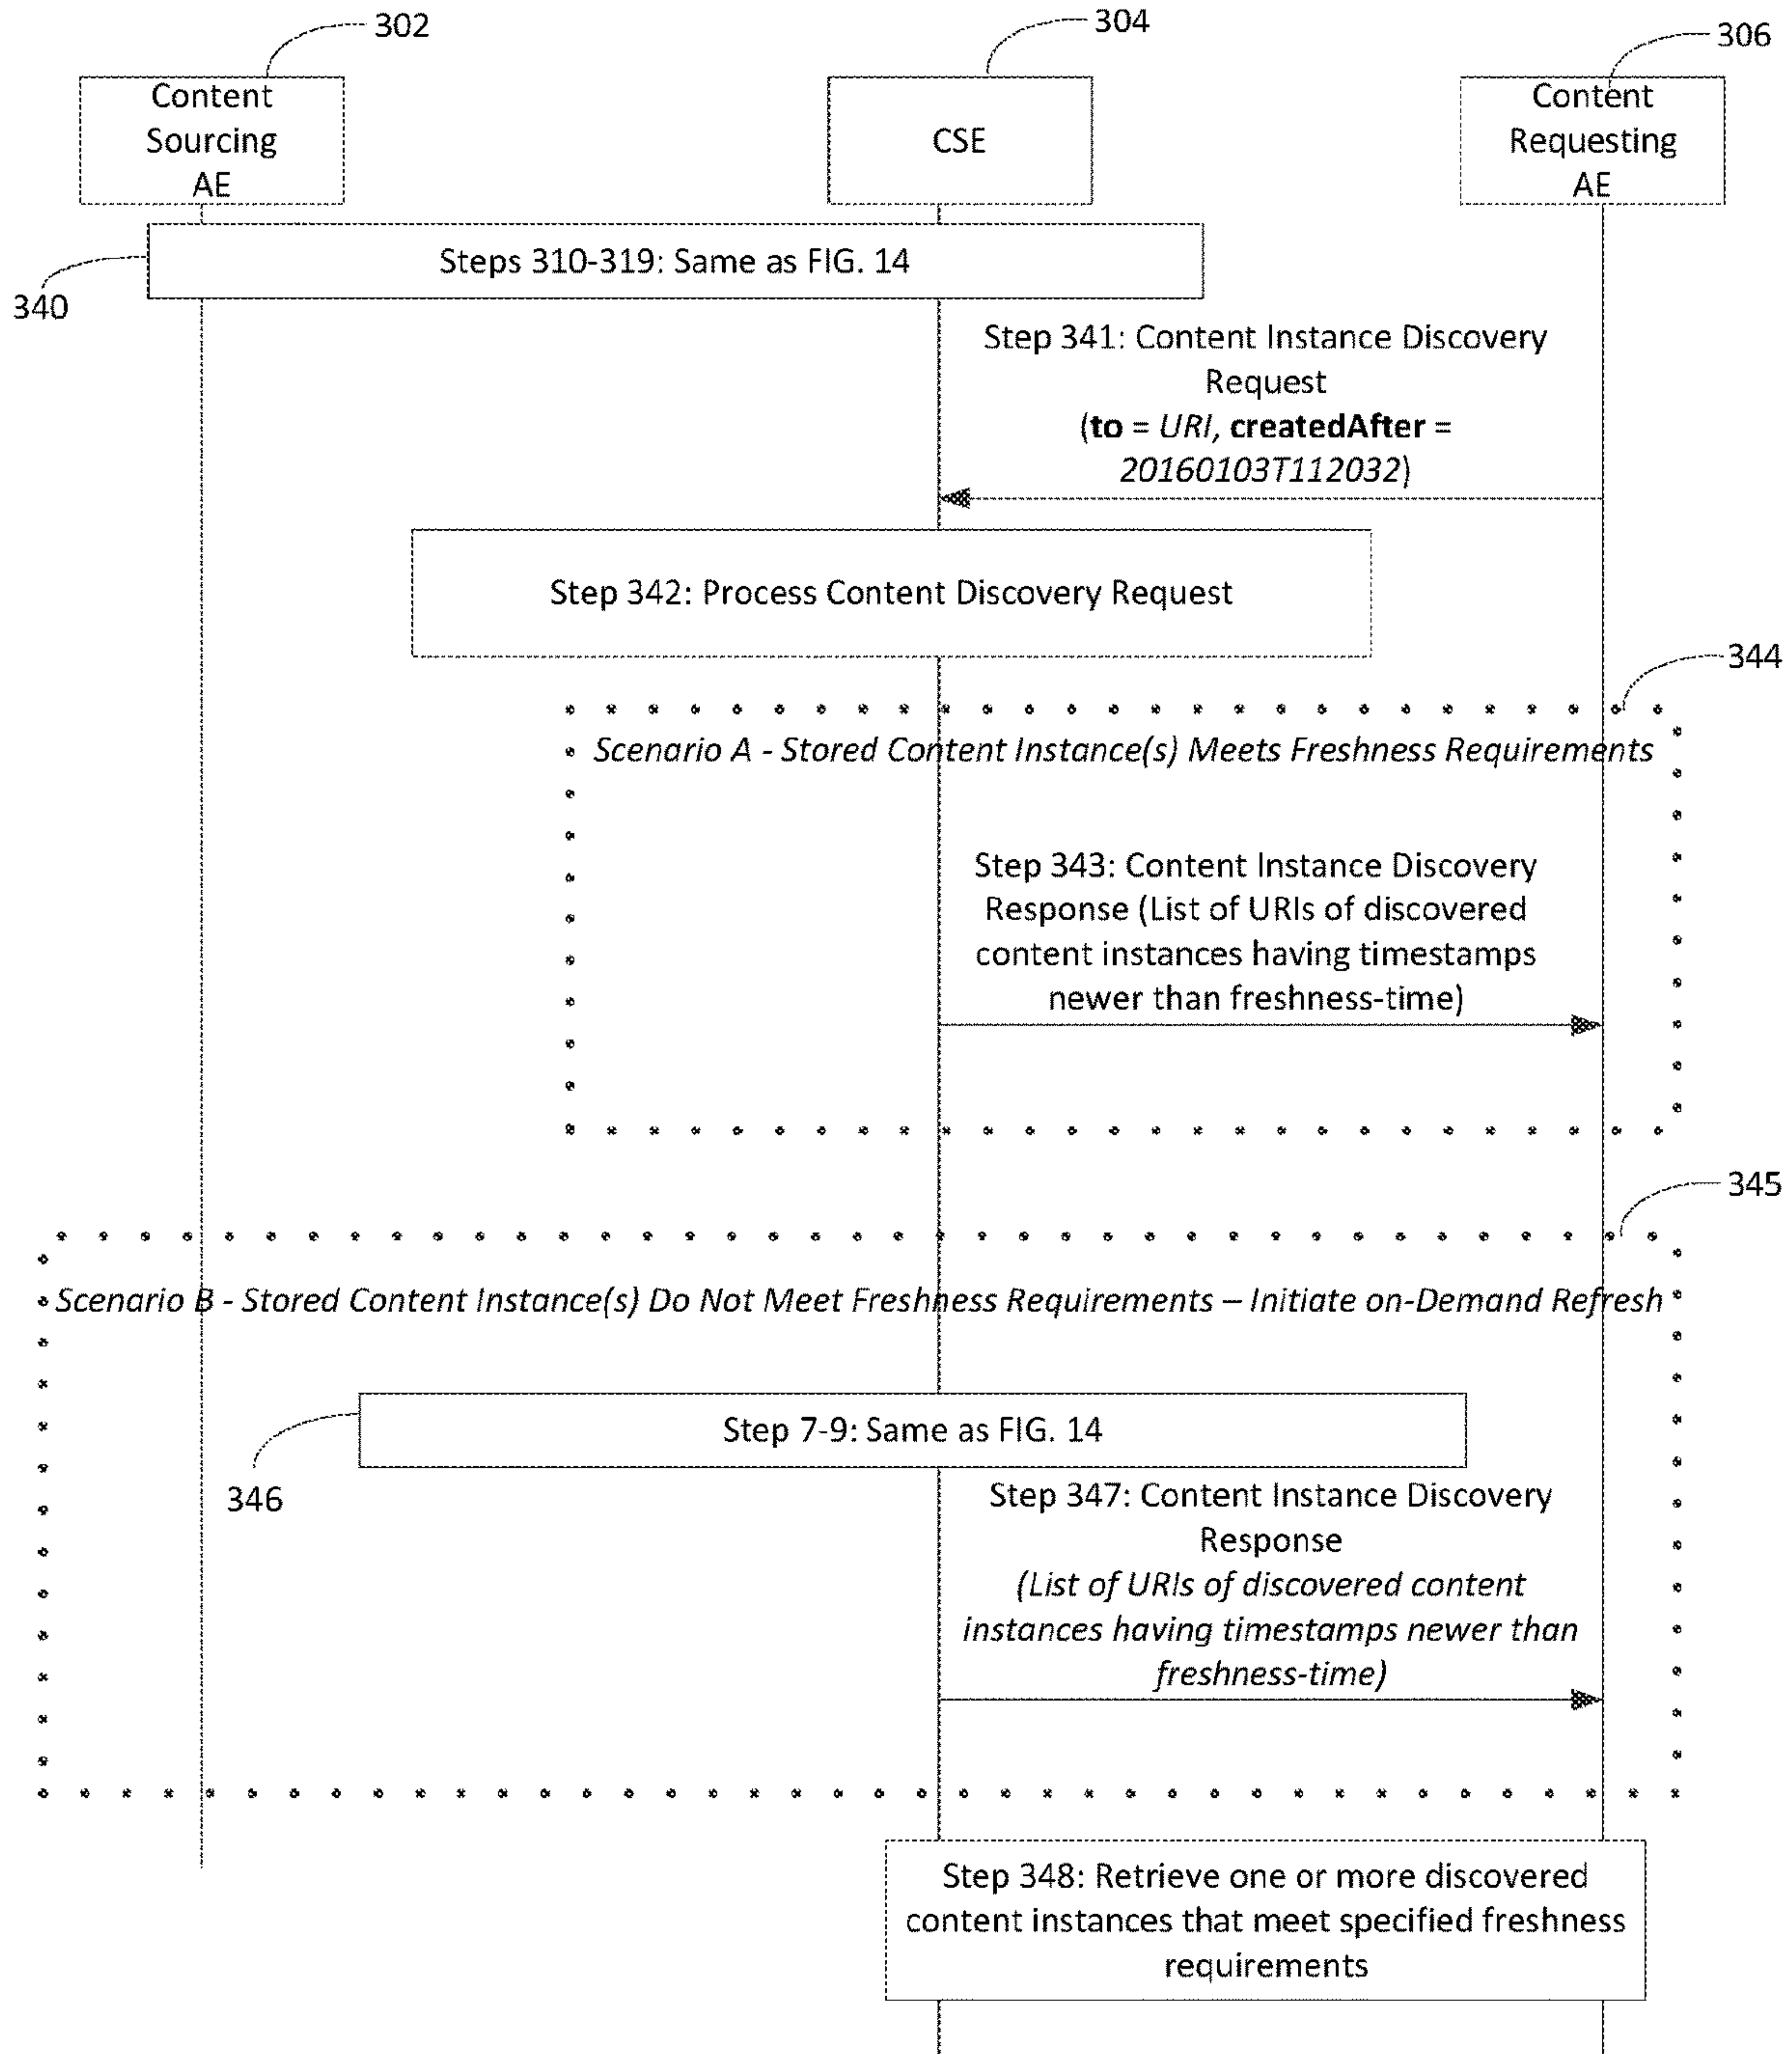 302
304
306
Content
Sourcing
AE
CSE
Content
Requesting
AE
Steps 310-319: Same as FIG. 14
340
Step 341: Content Instance Discovery
Request
(to = URI, createdAfter =
20160103T112032)
Step 342: Process Content Discovery Request
344
Scenario A - Stored Content Instance(s) Meets Freshness Requirements
Step 343: Content Instance Discovery
Response (List of URIs of discovered
content instances having timestamps
newer than freshness-time)
345
Scenario B - Stored Content Instance(s) Do Not Meet Freshness Requirements – Initiate on-Demand Refresh
Step 7-9: Same as FIG. 14
346
Step 347: Content Instance Discovery
Response
(List of URIs of discovered content
instances having timestamps newer than
freshness-time)
Step 348: Retrieve one or more discovered
content instances that meet specified freshness
requirements